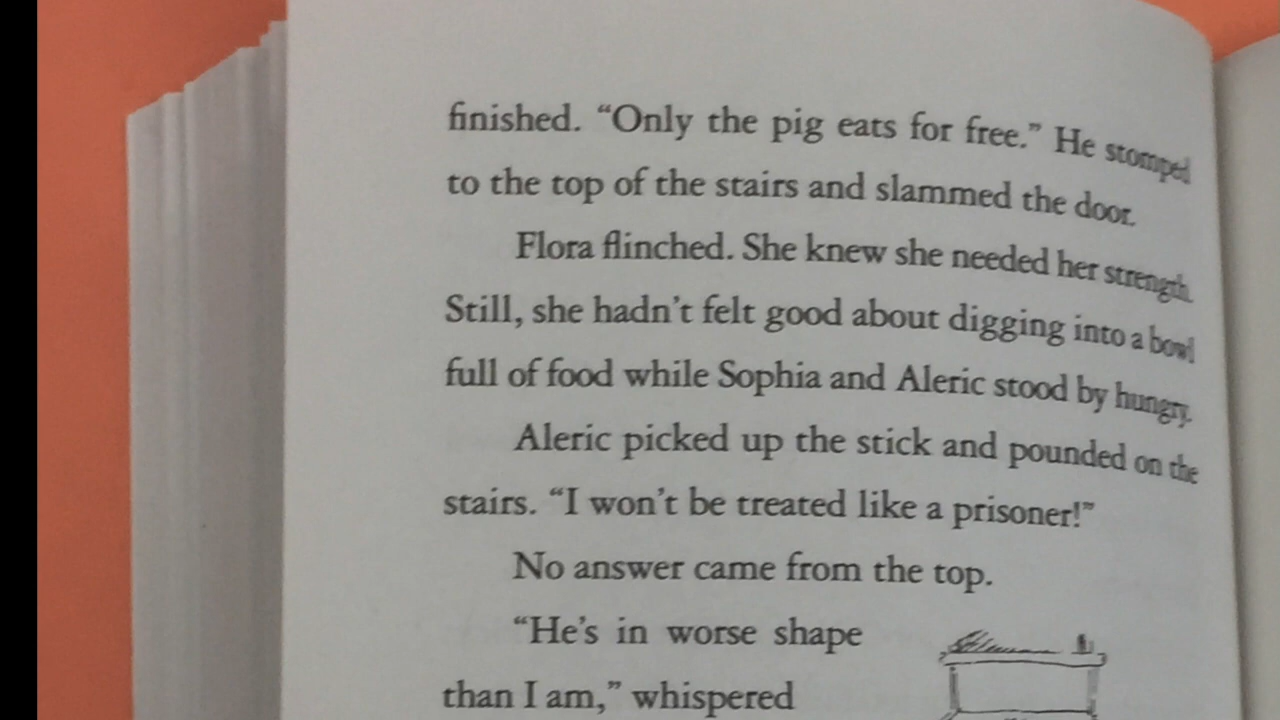 finished. “Only the pig eats for free.” He stomped
to the top of the stairs and slammed the door.
Flora flinched. She knew she needed her strength.
Still, she hadn’t felt good about digging into a bowl
full of food while Sophia and Aleric stood by hungry.
Aleric picked up the stick and pounded on the
stairs. “I won’t be treated like a prisoner!”
No answer came from the top.
“He’s in worse shape
than I am,” whispered